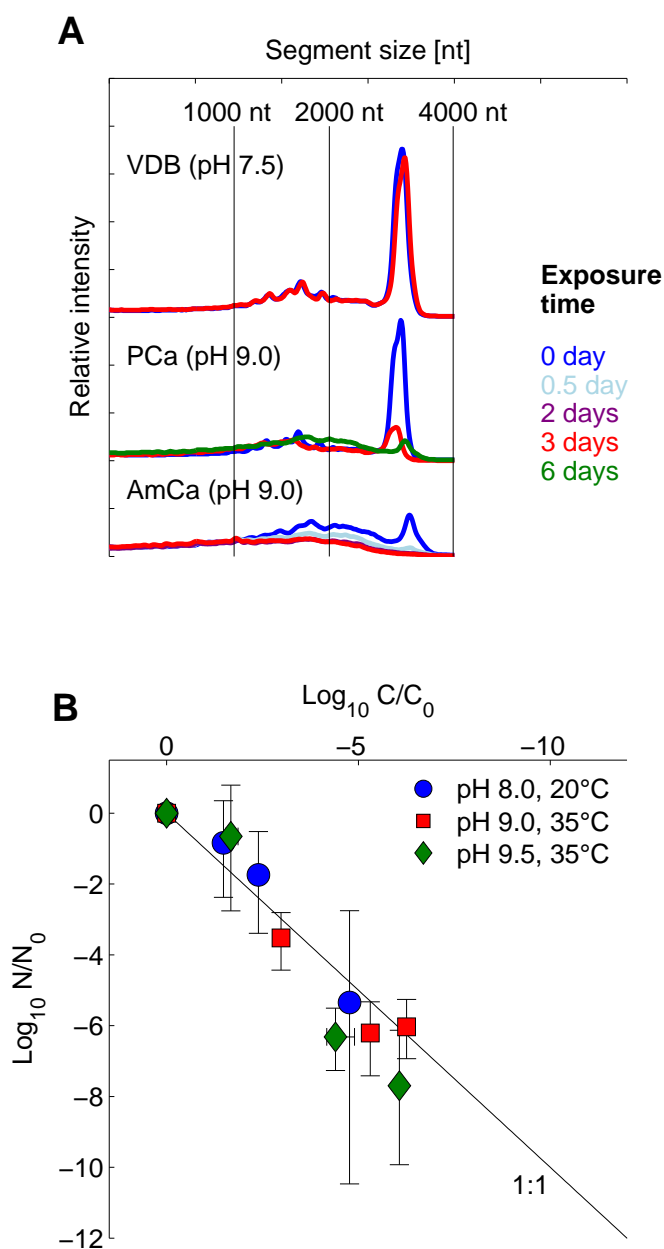 A
Segment size [nt]
1000 nt 2000 nt 4000 nt
VDB (pH 7.5)
Relative intensity
PCa (pH 9.0)
AmCa (pH 9.0)
Exposure
time
0 day
0.5 day
2 days
3 days
6 days
B
Log₁₀ C/C₀
0 −5 −10
pH 8.0, 20°C
pH 9.0, 35°C
pH 9.5, 35°C
Log₁₀ N/N₀
0
−2
−4
−6
−8
−10
−12
1:1